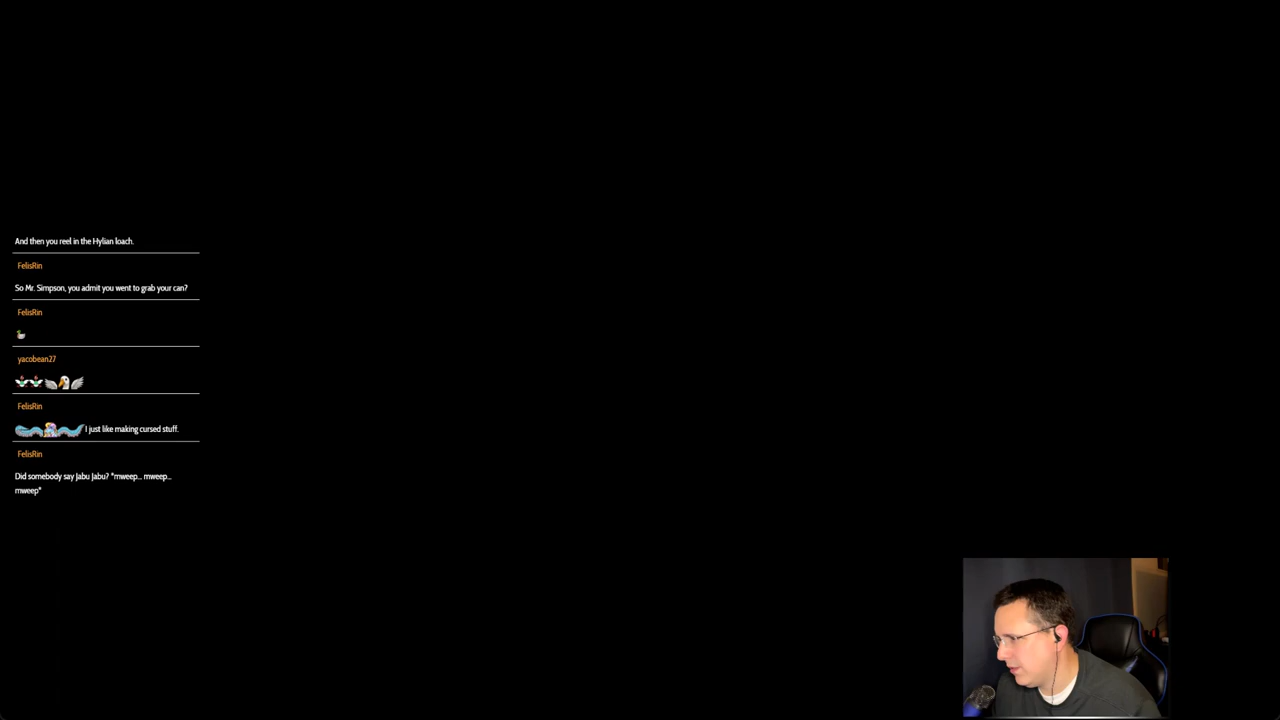 And then you reel in the Hylian loach.
FelisRin
So Mr. Simpson, you admit you went to grab your can?
FelisRin
yacobean27
FelisRin
I just like making cursed stuff.
FelisRin
Did somebody say Jabu Jabu? *mweep... mweep...
mweep*